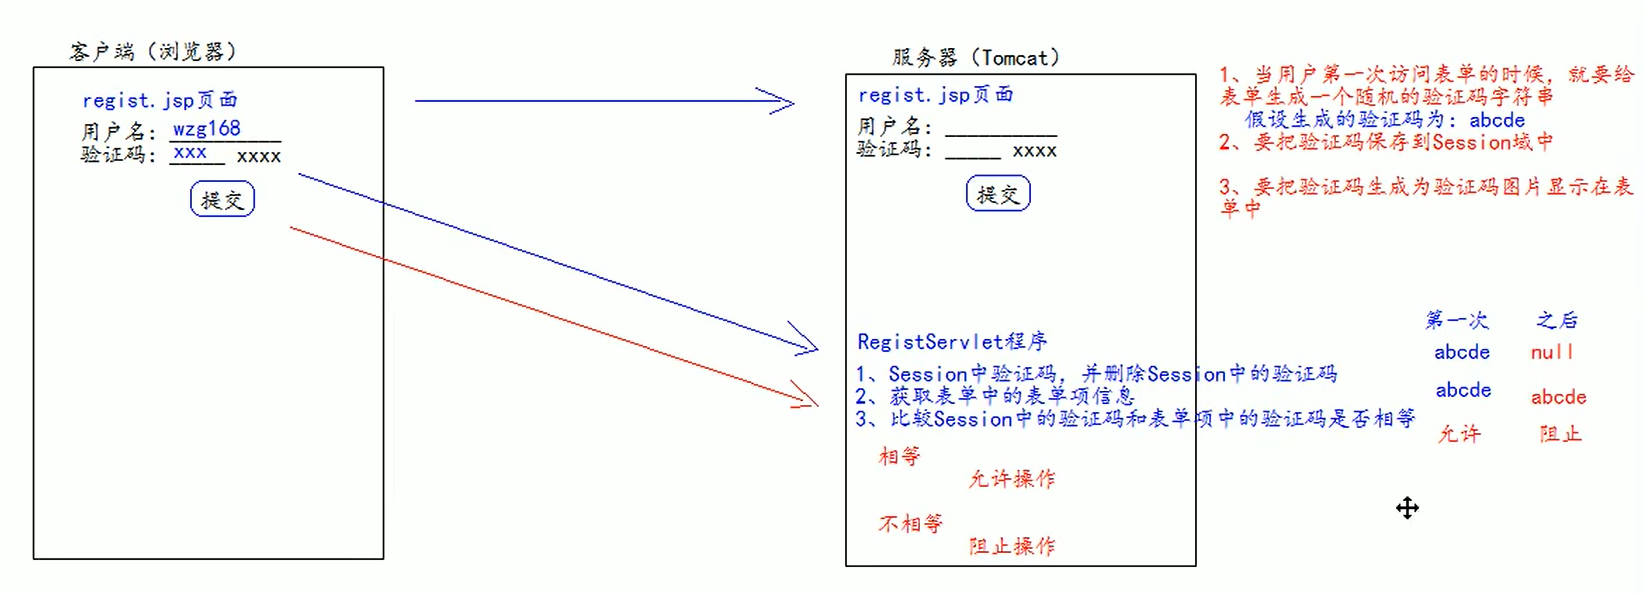 客户端（浏览器）
regist.jsp页面
用户名：wzg168
验证码：xxx xxxx
提交
服务器（Tomcat）
regist.jsp页面
用户名：__________
验证码：_____ xxxx
提交
1、当用户第一次访问表单的时候，就要给
表单生成一个随机的验证码字符串
假设生成的验证码为：abcde
2、要把验证码保存到Session域中
3、要把验证码生成为验证码图片显示在表
单中
RegistServlet程序
1、Session中验证码，并删除Session中的验证码
2、获取表单中的表单项信息
3、比较Session中的验证码和表单项中的验证码是否相等
相等
允许操作
不相等
阻止操作
第一次 之后
abcde null
abcde abcde
允许 阻止